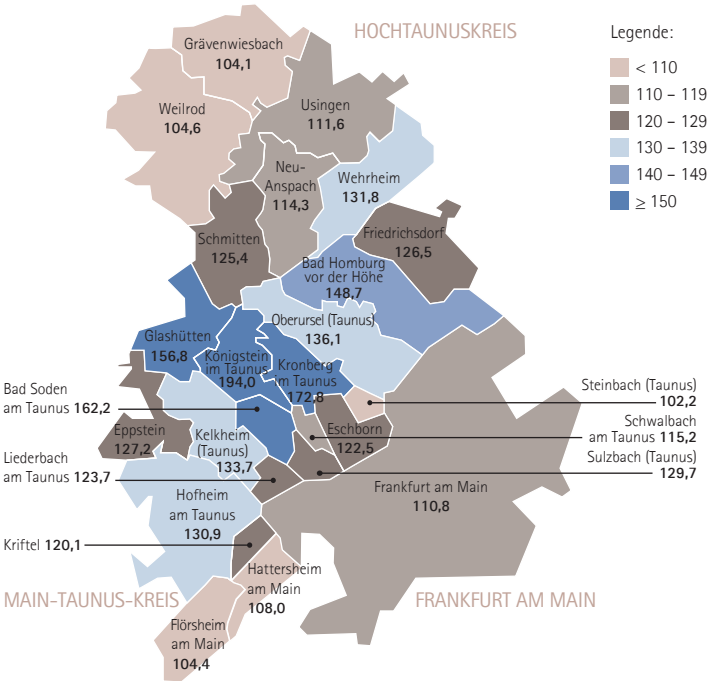 HOCHTAUNUSKREIS
Legende:
< 110
110 – 119
120 – 129
130 – 139
140 – 149
≥ 150
Grävenwiesbach
104,1
Weilrod
104,6
Usingen
111,6
Neu-
Anspach
114,3
Wehrheim
131,8
Schmitten
125,4
Friedrichsdorf
126,5
Bad Homburg
vor der Höhe
148,7
Oberursel (Taunus)
136,1
Glashütten
156,8
Königstein
im Taunus
194,0
Kronberg
im Taunus
172,8
Bad Soden
am Taunus 162,2
Steinbach (Taunus)
102,2
Schwalbach
am Taunus 115,2
Sulzbach (Taunus)
129,7
Eppstein
127,2
Kelkheim
(Taunus)
133,7
Eschborn
122,5
Liederbach
am Taunus 123,7
Frankfurt am Main
110,8
Hofheim
am Taunus
130,9
Kriftel 120,1
Hattersheim
am Main
108,0
MAIN-TAUNUS-KREIS
FRANKFURT AM MAIN
Flörsheim
am Main
104,4